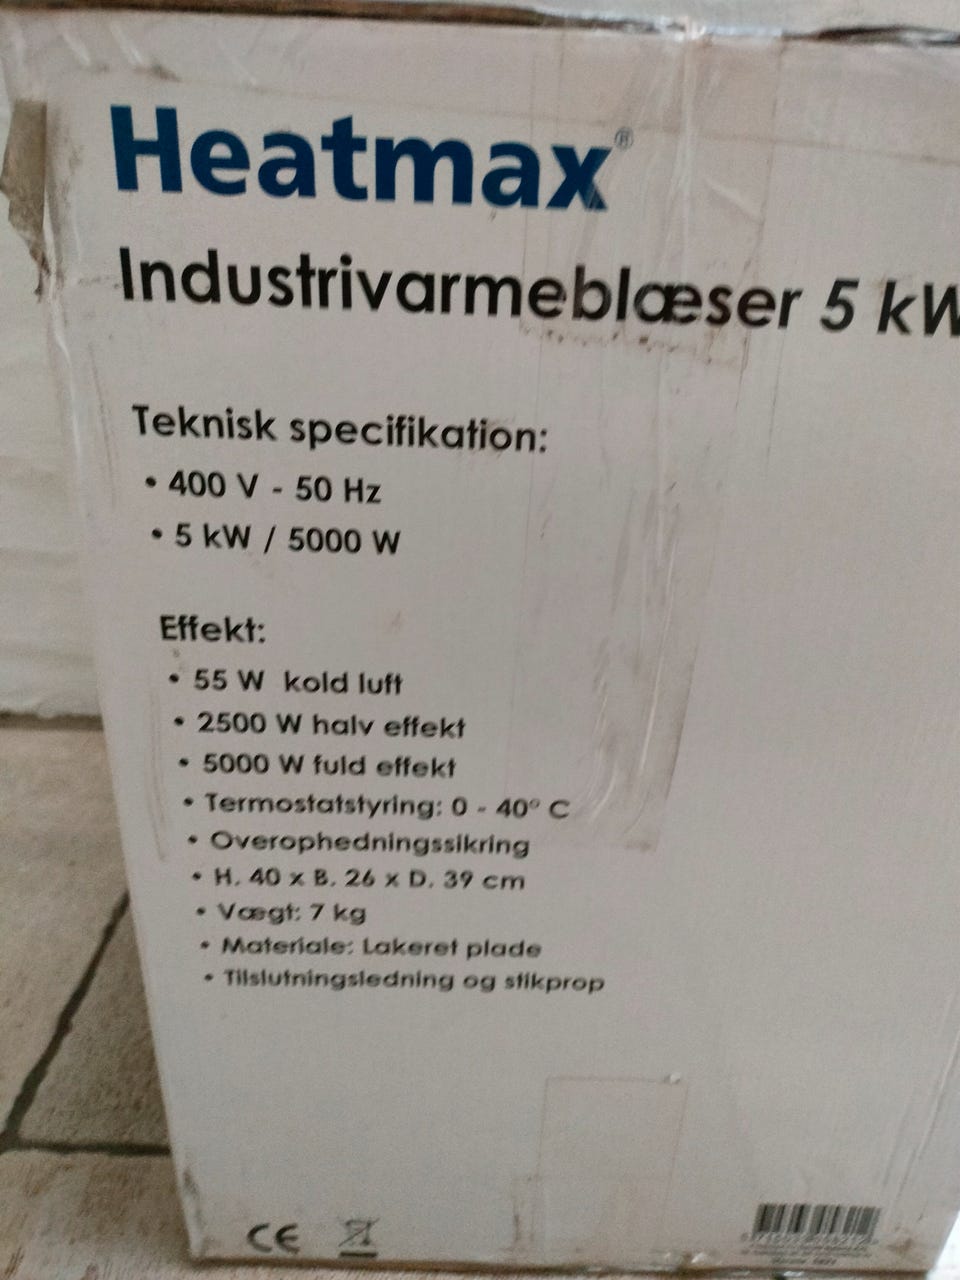 Heatmax®
Industrivarmeblæser 5 kW
Teknisk specifikation:
• 400 V - 50 Hz
• 5 kW / 5000 W
Effekt:
• 55 W kold luft
• 2500 W halv effekt
• 5000 W fuld effekt
• Termostatstyring: 0 - 40° C
• Overophedningssikring
• H. 40 x B. 26 x D. 39 cm
• Vægt: 7 kg
• Materiale: Lakeret plade
• Tilslutningsledning og stikprop
CE